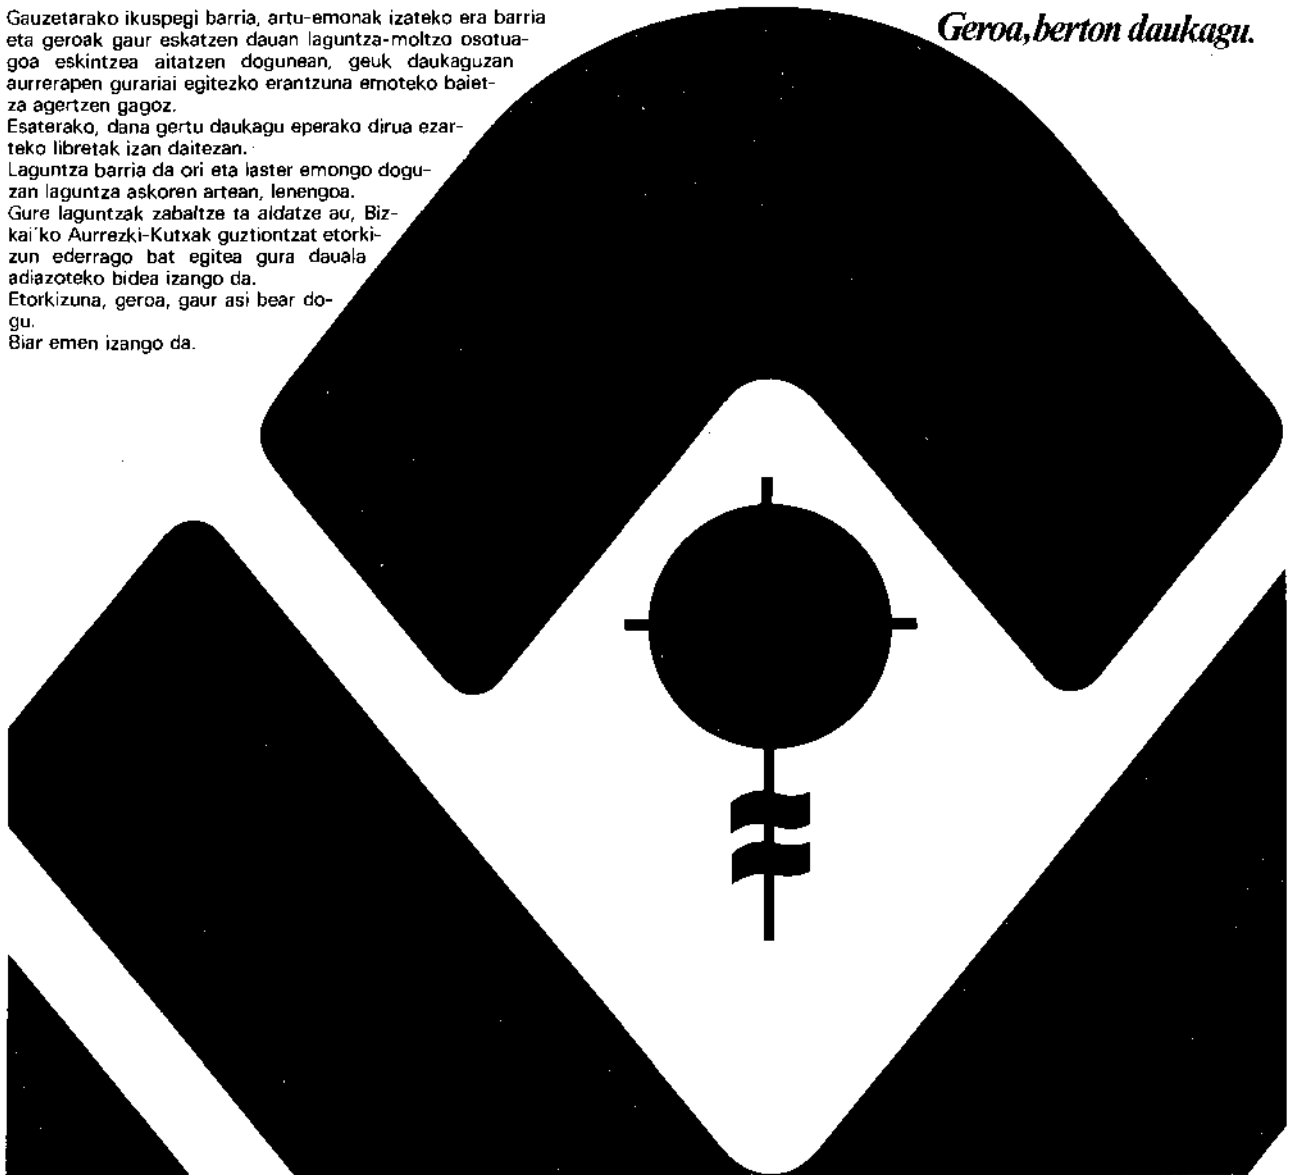 Gauzetarako ikuspegi barria, artu-emonak izateko era barria
eta geroak gaur eskatzen dauan laguntza-moltzo osotua-
goa eskintzea aitatzen dogunean, geuk daukaguzan
aurrerapen gurariai egitezko erantzuna emoteko baiet-
za agertzen gagoz.
Esaterako, dana gertu daukagu eperako dirua ezar-
teko libretak izan daitezan.
Laguntza barria da ori eta laster emongo dogu-
zan laguntza askoren artean, lenengoa.
Gure laguntzak zabaltze ta aldatze au, Biz-
kai'ko Aurrezki-Kutxak guztiontzat etorki-
zun ederrago bat egitea gura dauala
adiazoteko bidea izango da.
Etorkizuna, geroa, gaur asi bear do-
gu.
Biar emen izango da.
Geroa, berton daukagu.